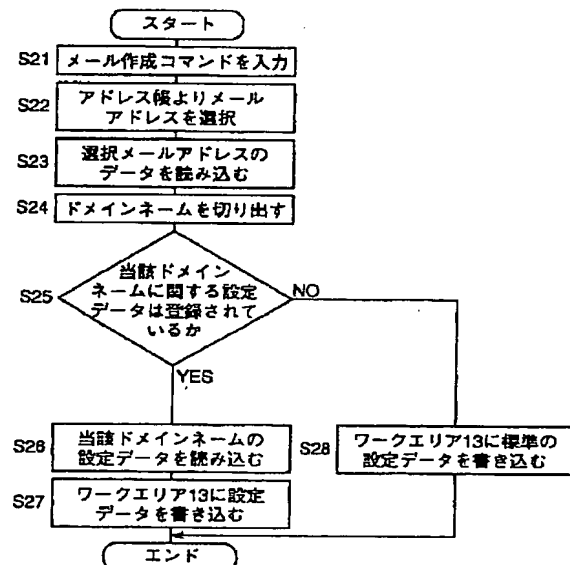 スタート
S21 メール作成コマンドを入力
S22 アドレス帳よりメール
アドレスを選択
S23 選択メールアドレスの
データを読み込む
S24 ドメインネームを切り出す
S25 当該ドメイン
ネームに関する設定
データは登録されて
いるか
NO
YES
S26 当該ドメインネームの
設定データを読み込む
S28 ワークエリア13に標準の
設定データを書き込む
S27 ワークエリア13に設定
データを書き込む
エンド